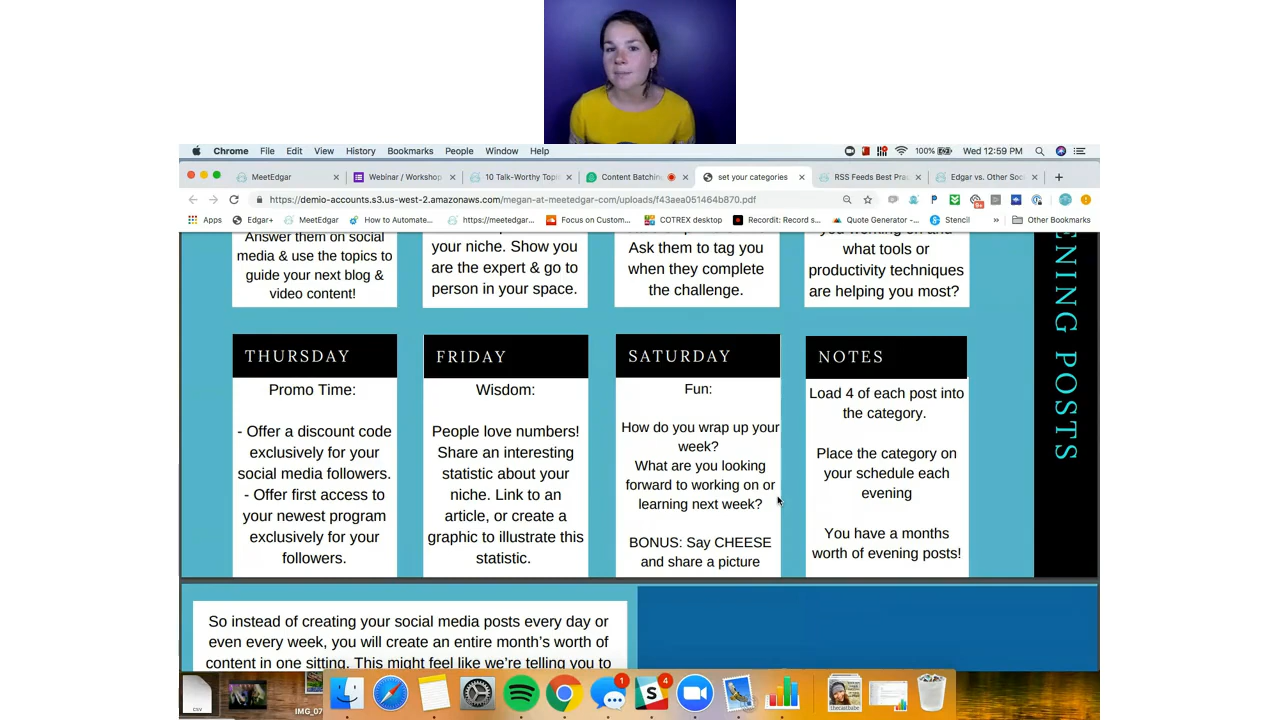 Chrome File Edit View History Bookmarks People Window Help 100% Wed 12:59 PM
MeetEdgar Webinar / Workshop 10 Talk-Worthy Topi Content Batchin set your categories RSS Feeds Best Pra Edgar vs. Other Soc
https://demio-accounts.s3.us-west-2.amazonaws.com/megan-at-meetedgar-com/uploads/f43aea051464b870.pdf
Apps Edgar+ MeetEdgar https://meetedgar... Focus on Custom... COTREX desktop Recordit: Record s... Quote Generator -... Stencil » Other Bookmarks
Answer them on social
media & use the topics to
guide your next blog &
video content!
your niche. Show you
are the expert & go to
person in your space.
Ask them to tag you
when they complete
the challenge.
you working on and
what tools or
productivity techniques
are helping you most?
ENING POSTS
THURSDAY
Promo Time:
- Offer a discount code
exclusively for your
social media followers.
- Offer first access to
your newest program
exclusively for your
followers.
FRIDAY
Wisdom:
People love numbers!
Share an interesting
statistic about your
niche. Link to an
article, or create a
graphic to illustrate this
statistic.
SATURDAY
Fun:
How do you wrap up your
week?
What are you looking
forward to working on or
learning next week?
BONUS: Say CHEESE
and share a picture
NOTES
Load 4 of each post into
the category.
Place the category on
your schedule each
evening
You have a months
worth of evening posts!
So instead of creating your social media posts every day or
even every week, you will create an entire month's worth of
content in one sitting. This might feel like we're telling you to
CSV
IMG_07
1
4